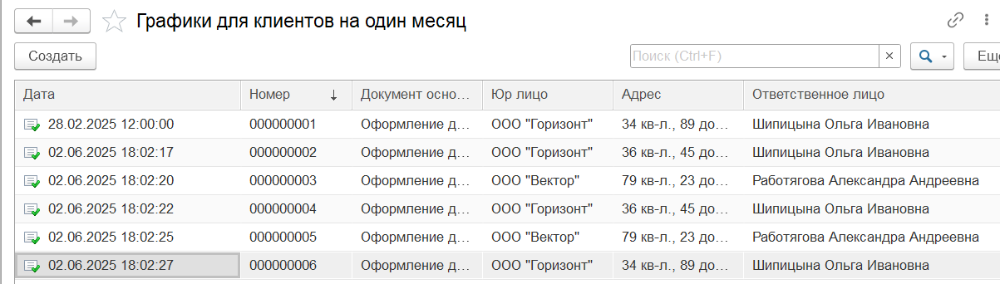 Графики для клиентов на один месяц
Создать Поиск (Ctrl+F) × Ещ
Дата Номер ↓ Документ осно... Юр лицо Адрес Ответственное лицо
28.02.2025 12:00:00 000000001 Оформление д... ООО "Горизонт" 34 кв-л., 89 до... Шипицына Ольга Ивановна
02.06.2025 18:02:17 000000002 Оформление д... ООО "Горизонт" 36 кв-л., 45 до... Шипицына Ольга Ивановна
02.06.2025 18:02:20 000000003 Оформление д... ООО "Вектор" 79 кв-л., 23 до... Работягова Александра Андреевна
02.06.2025 18:02:22 000000004 Оформление д... ООО "Горизонт" 36 кв-л., 45 до... Шипицына Ольга Ивановна
02.06.2025 18:02:25 000000005 Оформление д... ООО "Вектор" 79 кв-л., 23 до... Работягова Александра Андреевна
02.06.2025 18:02:27 000000006 Оформление д... ООО "Горизонт" 34 кв-л., 89 до... Шипицына Ольга Ивановна